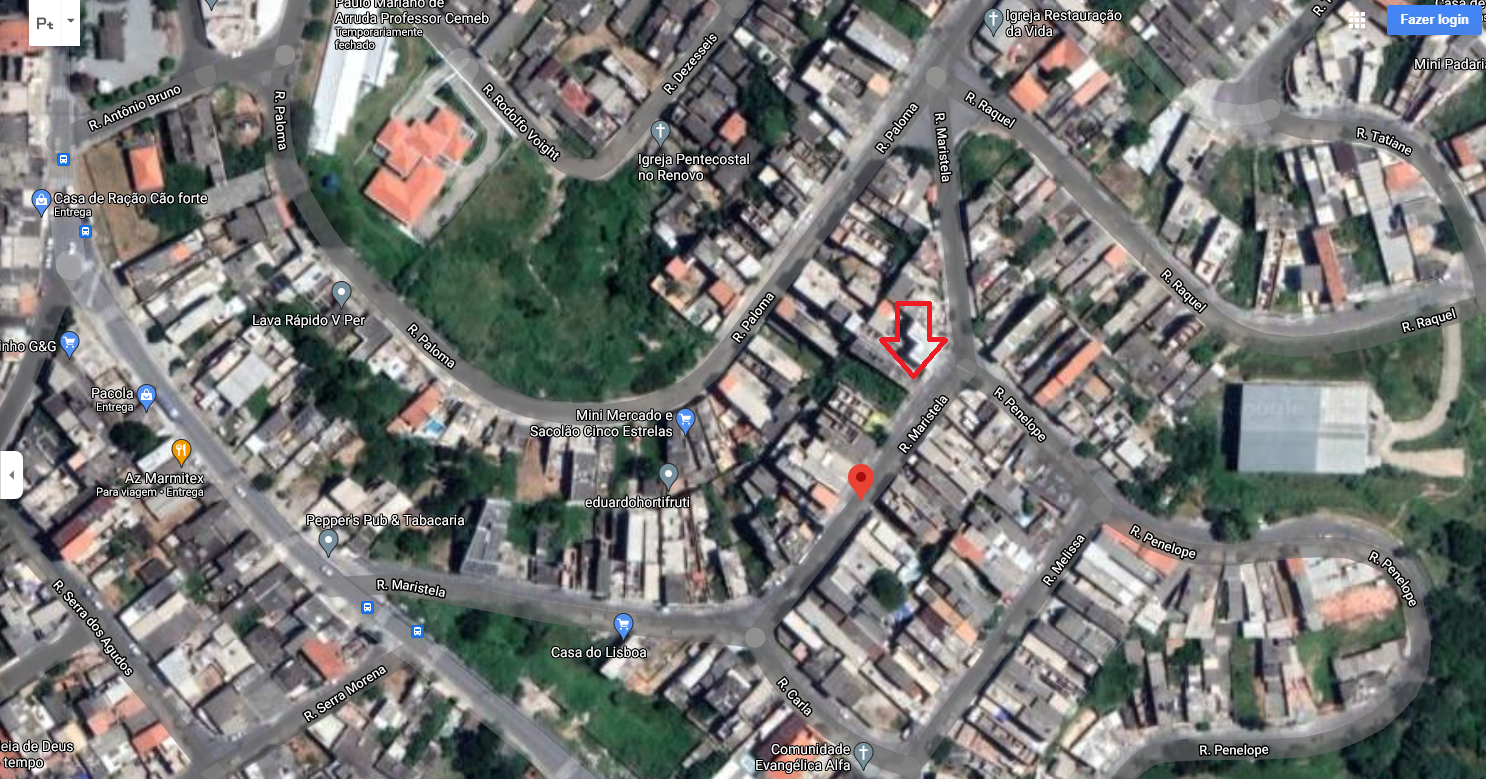 Paulo Mariano de
Arruda Professor Cemeb
Temporariamente
fechado
Igreja Restauração
da Vida
Fazer login
Mini Padaria
R. Antônio Bruno
R. Paloma
R. Rodolfo Voight
R. Dezesseis
Igreja Pentecostal
no Renovo
R. Paloma
R. Maristela
R. Raquel
R. Tatiane
Casa de Ração Cão forte
Entrega
Lava Rápido V Per
R. Paloma
R. Paloma
R. Raquel
R. Raquel
inho G&G
Pacola
Entrega
Mini Mercado e
Sacolão Cinco Estrelas
R. Maristela
R. Penelope
Az Marmitex
Para viagem • Entrega
eduardohortifruti
Pepper's Pub & Tabacaria
R. Maristela
R. Melissa
R. Penelope
R. Penelope
R. Serra dos Agudos
Casa do Lisboa
R. Serra Morena
R. Carla
eia de Deus
tempo
Comunidade
Evangélica Alfa
R. Penelope